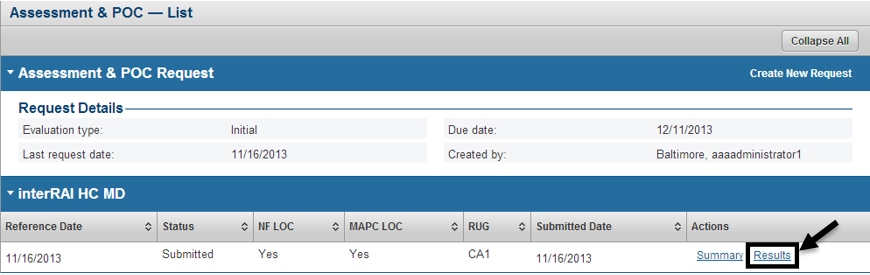 Assessment & POC — List
Collapse All
Assessment & POC Request Create New Request
Request Details
Evaluation type: Initial Due date: 12/11/2013
Last request date: 11/16/2013 Created by: Baltimore, aaaadministrator1
interRAI HC MD
Reference Date Status NF LOC MAPC LOC RUG Submitted Date Actions
11/16/2013 Submitted Yes Yes CA1 11/16/2013 Summary Results